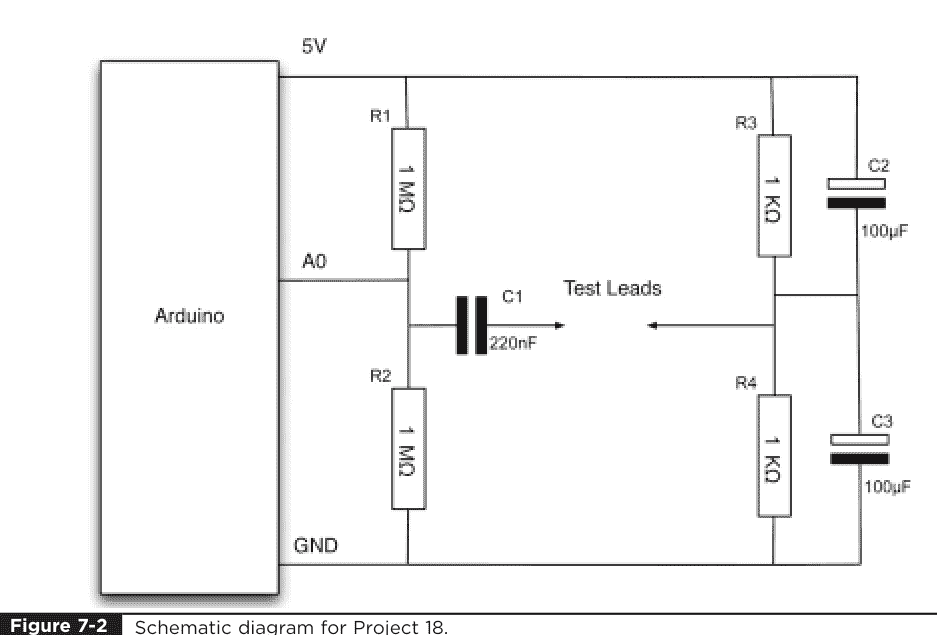 5V
R1
1 MΩ
R3
1 KΩ
C2
100µF
A0
Arduino
C1
220nF
Test Leads
R2
1 MΩ
R4
1 KΩ
C3
100µF
GND
Figure 7-2 Schematic diagram for Project 18.